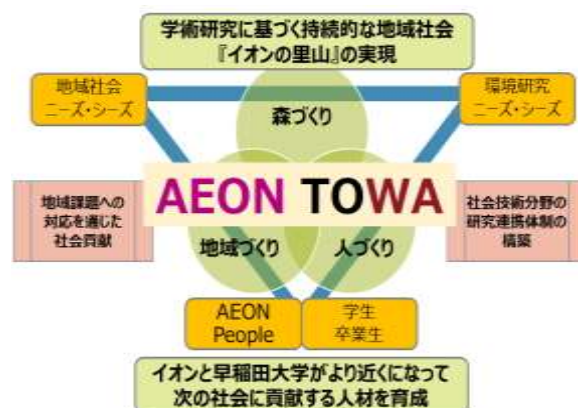 学術研究に基づく持続的な地域社会
『イオンの里山』の実現
地域社会
ニーズ・シーズ
環境研究
ニーズ・シーズ
森づくり
地域課題への
対応を通じた
社会貢献
AEON TOWA
社会技術分野の
研究連携体制の
構築
地域づくり
人づくり
AEON
People
学生
卒業生
イオンと早稲田大学がより近くになって
次の社会に貢献する人材を育成